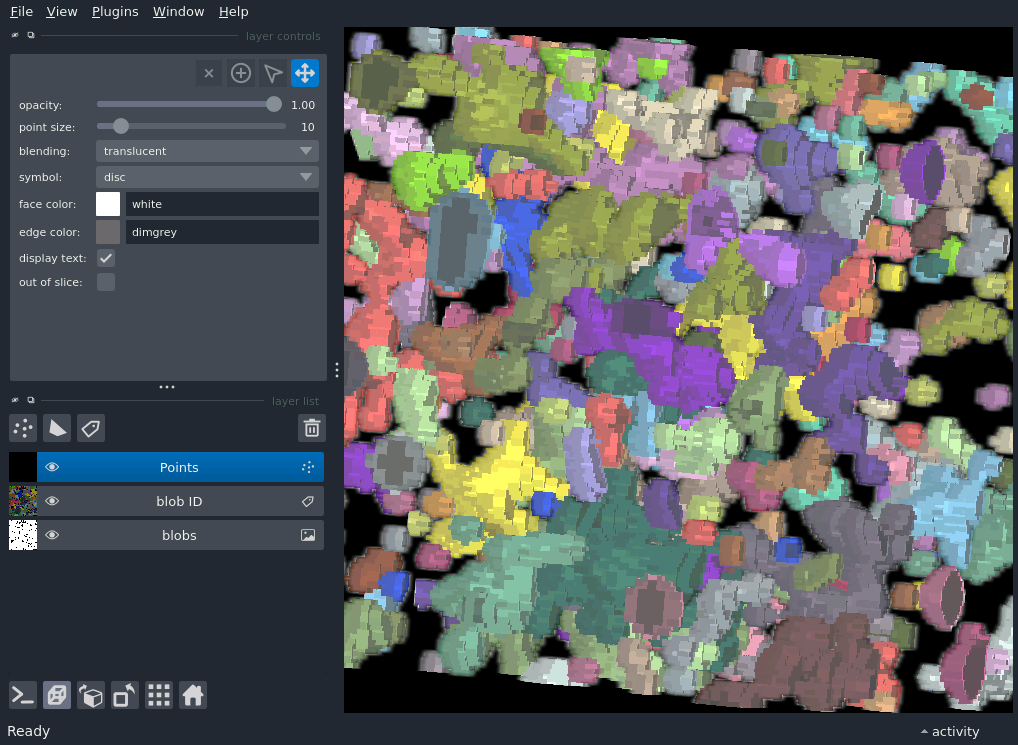 File View Plugins Window Help
layer controls
opacity: 1.00
point size: 10
blending: translucent
symbol: disc
face color: white
edge color: dimgrey
display text:
out of slice:
layer list
Points
blob ID
blobs
Ready
activity